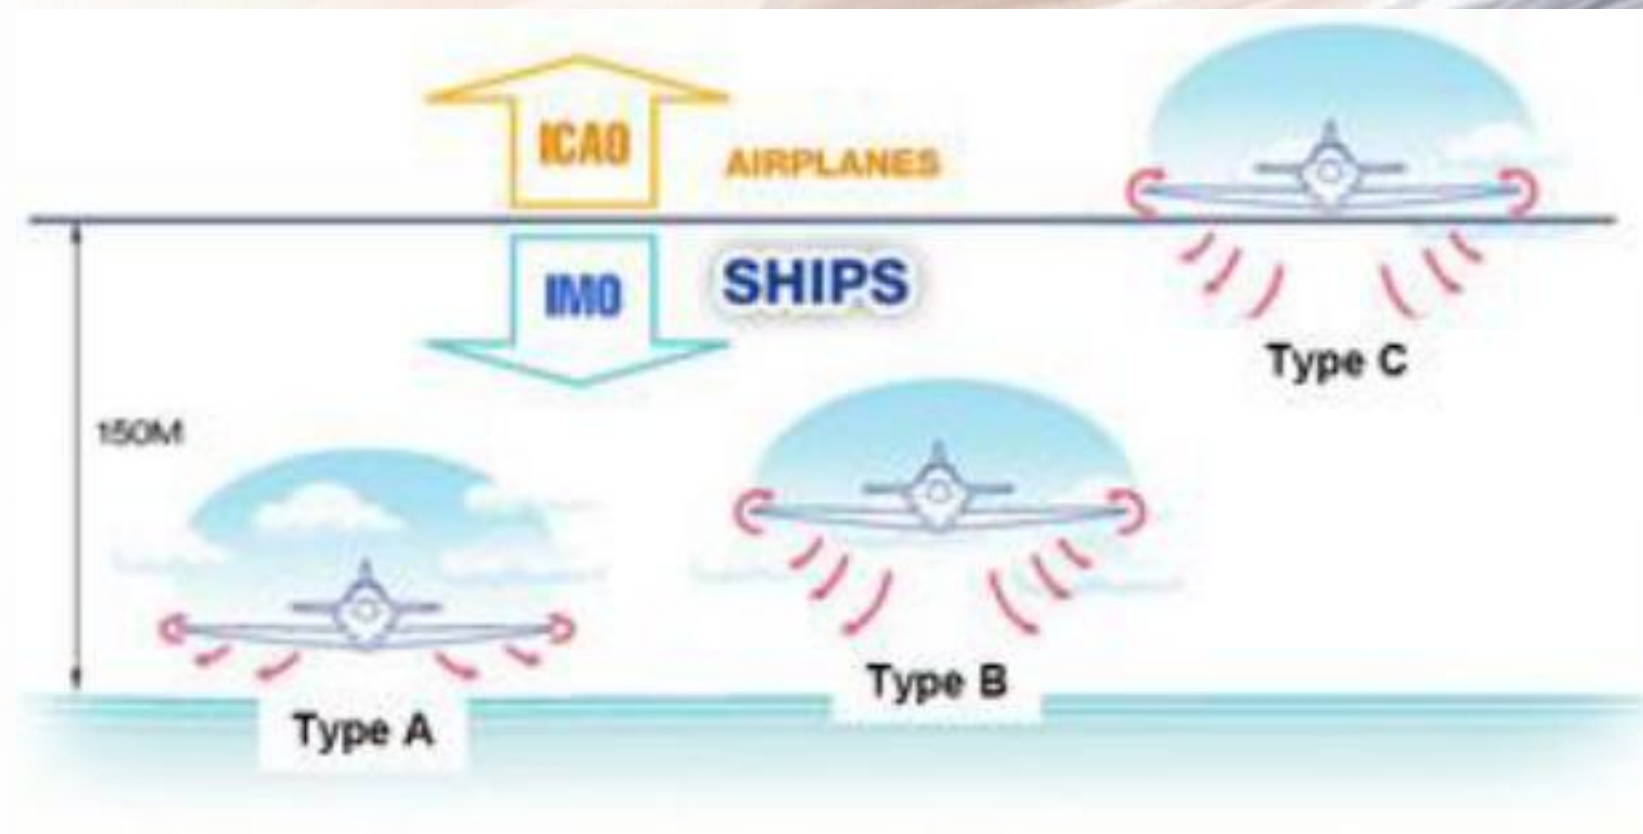 ICAO
AIRPLANES
IMO
SHIPS
Type C
150M
Type B
Type A